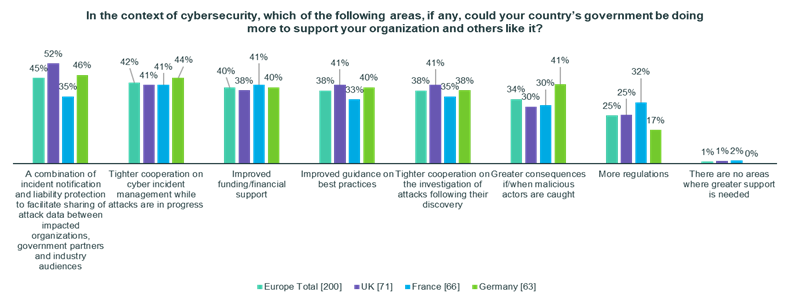 In the context of cybersecurity, which of the following areas, if any, could your country's government be doing
more to support your organization and others like it?
45% 52% 35% 46%
42% 41% 41% 44%
40% 38% 41% 40%
38% 41% 33% 40%
38% 41% 35% 38%
34% 30% 30% 41%
25% 25% 32% 17%
1% 1% 2% 0%
A combination of
incident notification
and liability protection
to facilitate sharing of
attack data between
impacted
organizations,
government partners
and industry
audiences
Tighter cooperation on
cyber incident
management while
attacks are in progress
Improved
funding/financial
support
Improved guidance on
best practices
Tighter cooperation on
the investigation of
attacks following their
discovery
Greater consequences
if/when malicious
actors are caught
More regulations
There are no areas
where greater support
is needed
Europe Total [200] UK [71] France [66] Germany [63]